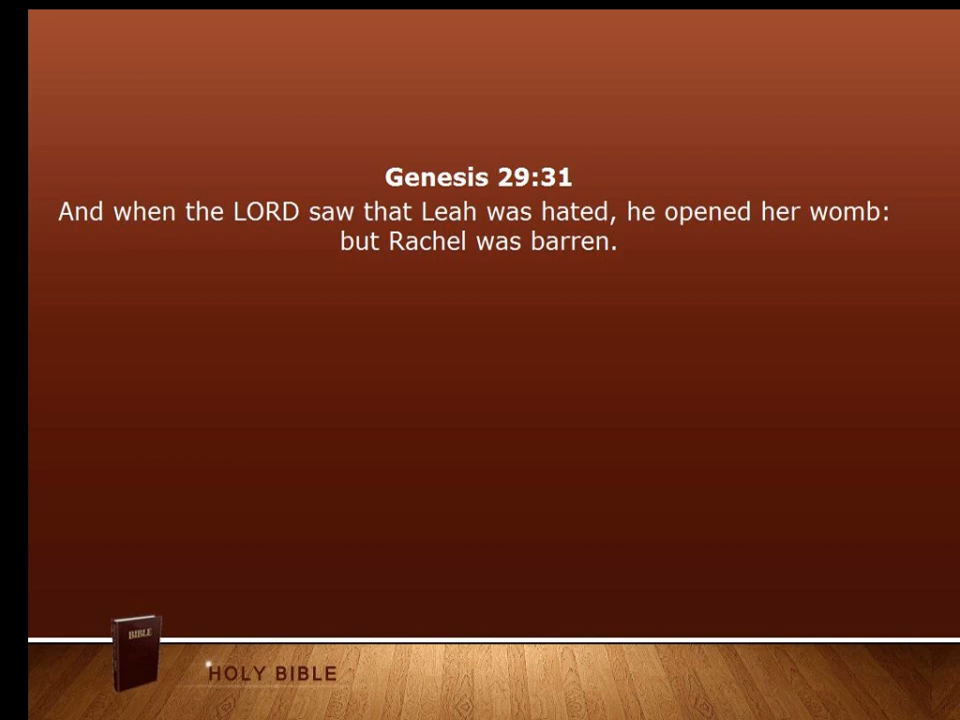 Genesis 29:31
And when the LORD saw that Leah was hated, he opened her womb:
but Rachel was barren.
BIBLE
HOLY BIBLE